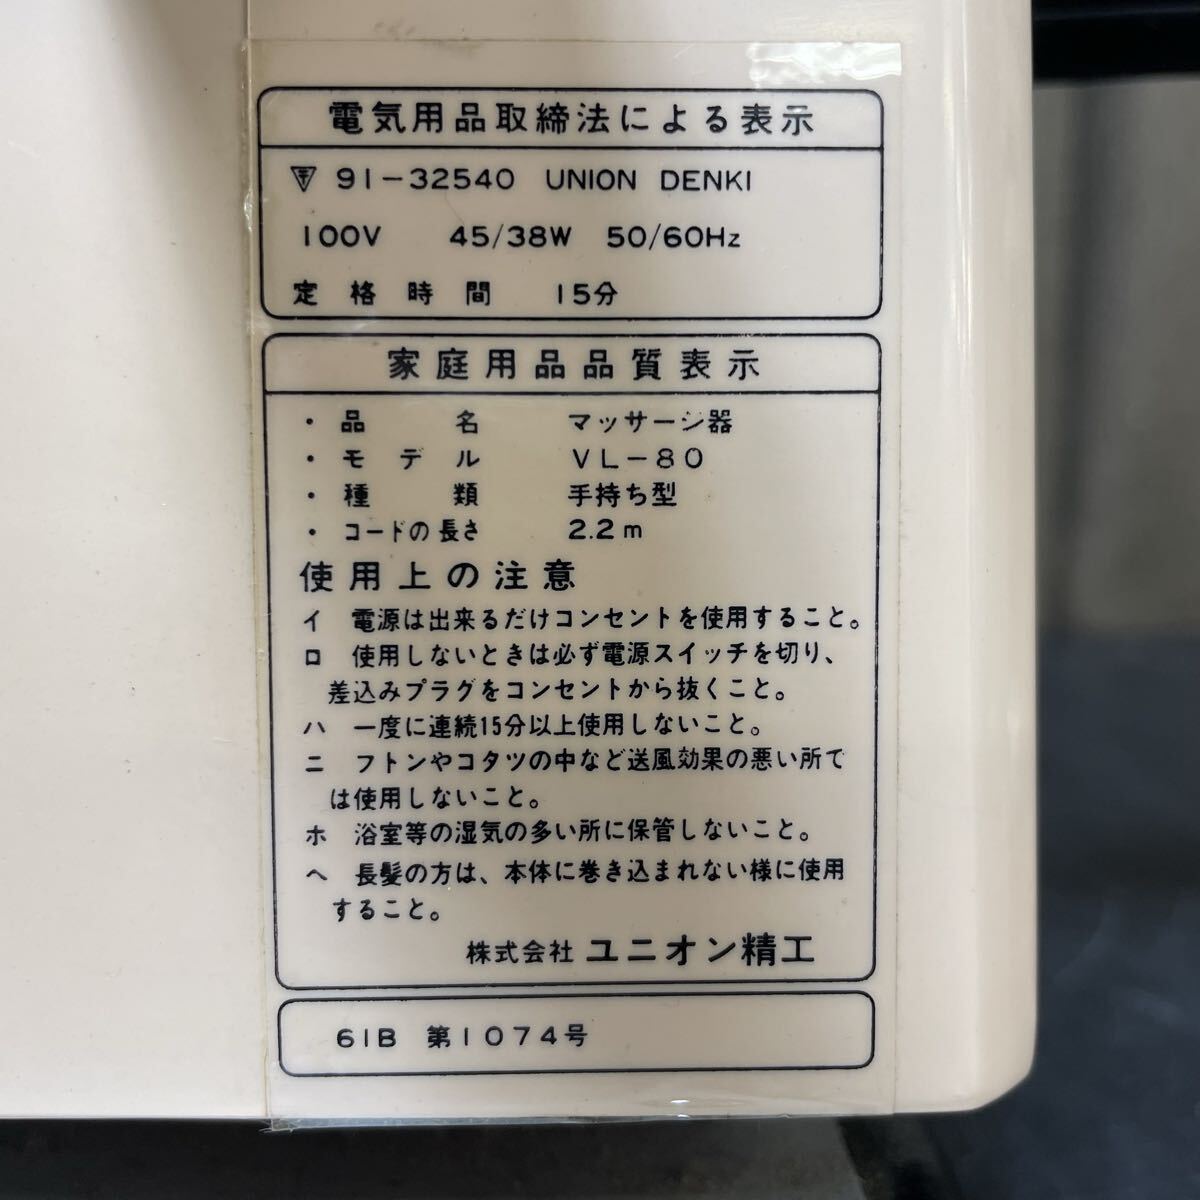 電気用品取締法による表示
〒 91-32540 UNION DENKI
100V 45/38W 50/60Hz
定格時間 15分
家庭用品品質表示
・品名 マッサージ器
・モデル VL-80
・種類 手持ち型
・コードの長さ 2.2m
使用上の注意
イ 電源は出来るだけコンセントを使用すること。
ロ 使用しないときは必ず電源スイッチを切り、
差込みプラグをコンセントから抜くこと。
ハ 一度に連続15分以上使用しないこと。
ニ フトンやコタツの中など送風効果の悪い所で
は使用しないこと。
ホ 浴室等の湿気の多い所に保管しないこと。
ヘ 長髪の方は、本体に巻き込まれない様に使用
すること。
株式会社 ユニオン精工
61B 第1074号